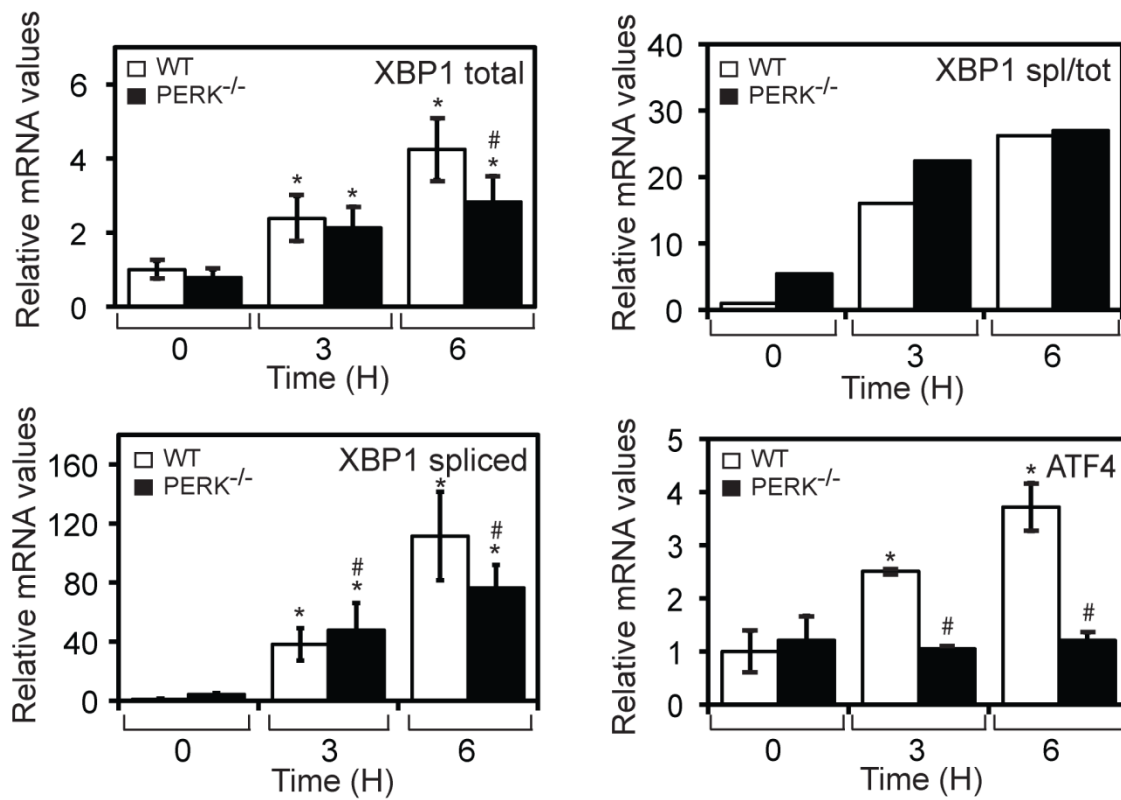 Relative mRNA values
6
4
2
0
WT
PERK-/-
XBP1 total
*
*
*
#
*
0 3 6
Time (H)
Relative mRNA values
40
30
20
10
0
WT
PERK-/-
XBP1 spl/tot
0 3 6
Time (H)
Relative mRNA values
160
120
80
40
0
WT
PERK-/-
XBP1 spliced
*
#
*
*
#
*
0 3 6
Time (H)
Relative mRNA values
5
4
3
2
1
0
WT
PERK-/-
ATF4
*
#
*
#
0 3 6
Time (H)